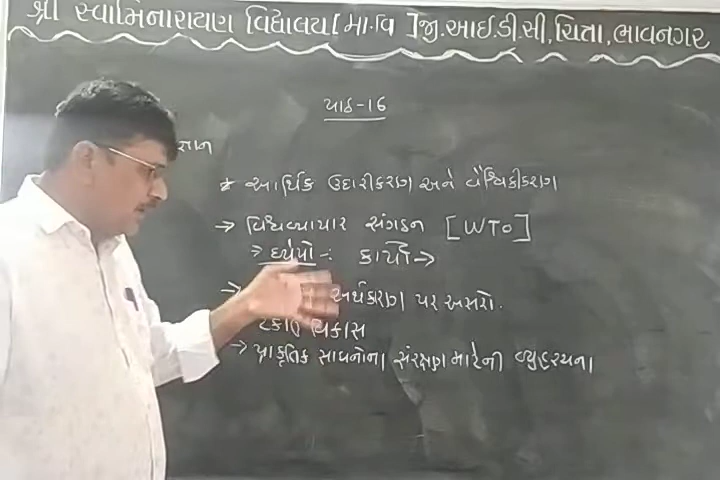 શ્રી સ્વામિનારાયણ વિદ્યાલય [મા.વિ ]જી.આઈ.ડી.સી, ચિત્રા, ભાવનગર
પાઠ-16
* આર્થિક ઉદારીકરણ અને વૈશ્વિકીકરણ
→ વિશ્વવ્યાપાર સંગઠન [WTO]
→ ધ્યેયો -: કાર્યો→
→ અર્થકારણ પર અસરો.
ટકાઉ વિકાસ
→ પ્રાકૃતિક સાધનોના સંરક્ષણ માટેની વ્યુહરચના